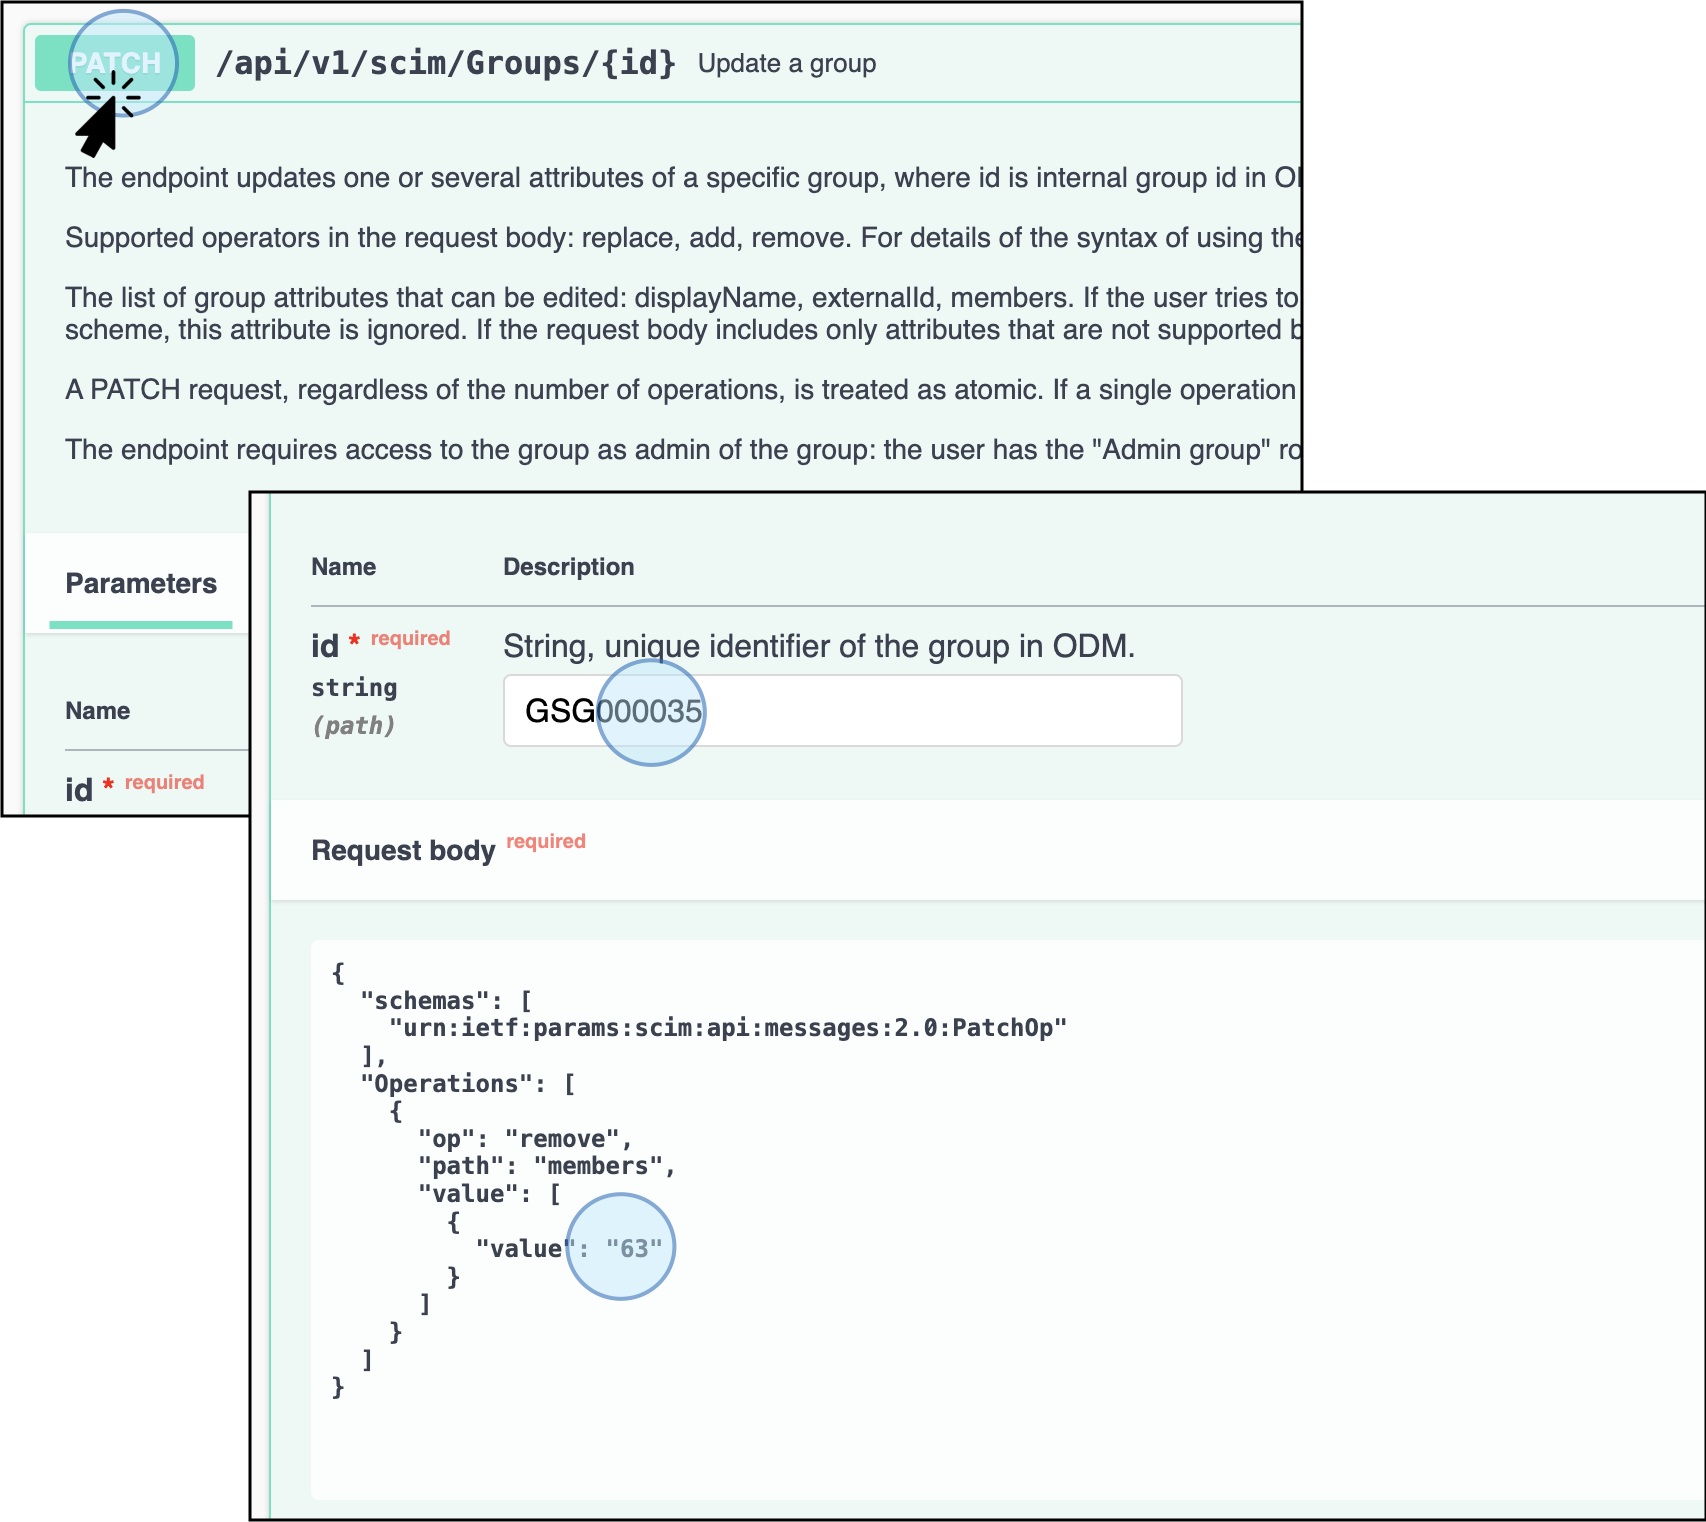 PATCH /api/v1/scim/Groups/{id} Update a group
The endpoint updates one or several attributes of a specific group, where id is internal group id in
Supported operators in the request body: replace, add, remove. For details of the syntax of using the
The list of group attributes that can be edited: displayName, externalId, members. If the user tries to
scheme, this attribute is ignored. If the request body includes only attributes that are not supported
A PATCH request, regardless of the number of operations, is treated as atomic. If a single operation
The endpoint requires access to the group as admin of the group: the user has the "Admin group"
Parameters
Name
id * required
Name Description
id * required String, unique identifier of the group in ODM.
string
(path)
GSG000035
Request body required
{
  "schemas": [
    "urn:ietf:params:scim:api:messages:2.0:PatchOp"
  ],
  "Operations": [
    {
      "op": "remove",
      "path": "members",
      "value": [
        {
          "value": "63"
        }
      ]
    }
  ]
}